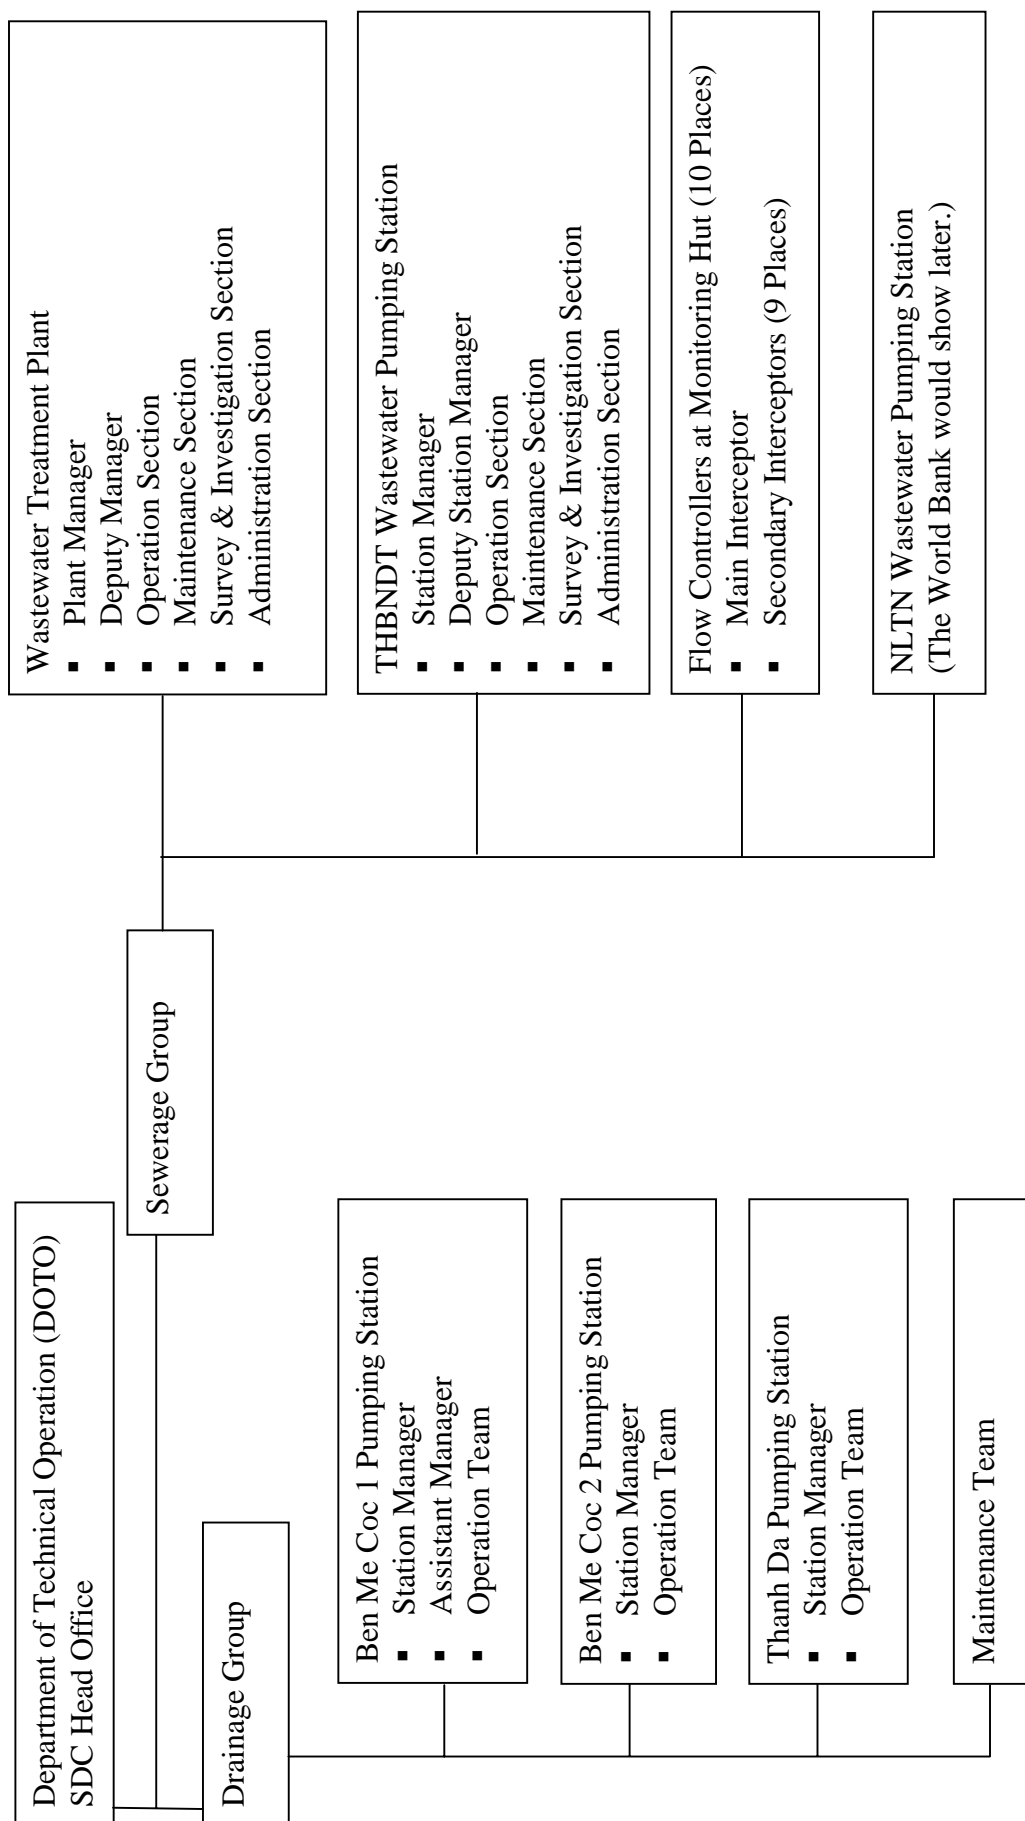 Department of Technical Operation (DOTO)
SDC Head Office
Drainage Group
Ben Me Coc 1 Pumping Station
▪ Station Manager
▪ Assistant Manager
▪ Operation Team
Ben Me Coc 2 Pumping Station
▪ Station Manager
▪ Operation Team
Thanh Da Pumping Station
▪ Station Manager
▪ Operation Team
Maintenance Team
Sewerage Group
Wastewater Treatment Plant
▪ Plant Manager
▪ Deputy Manager
▪ Operation Section
▪ Maintenance Section
▪ Survey & Investigation Section
▪ Administration Section
THBNDT Wastewater Pumping Station
▪ Station Manager
▪ Deputy Station Manager
▪ Operation Section
▪ Maintenance Section
▪ Survey & Investigation Section
▪ Administration Section
Flow Controllers at Monitoring Hut (10 Places)
▪ Main Interceptor
▪ Secondary Interceptors (9 Places)
NLTN Wastewater Pumping Station
(The World Bank would show later.)